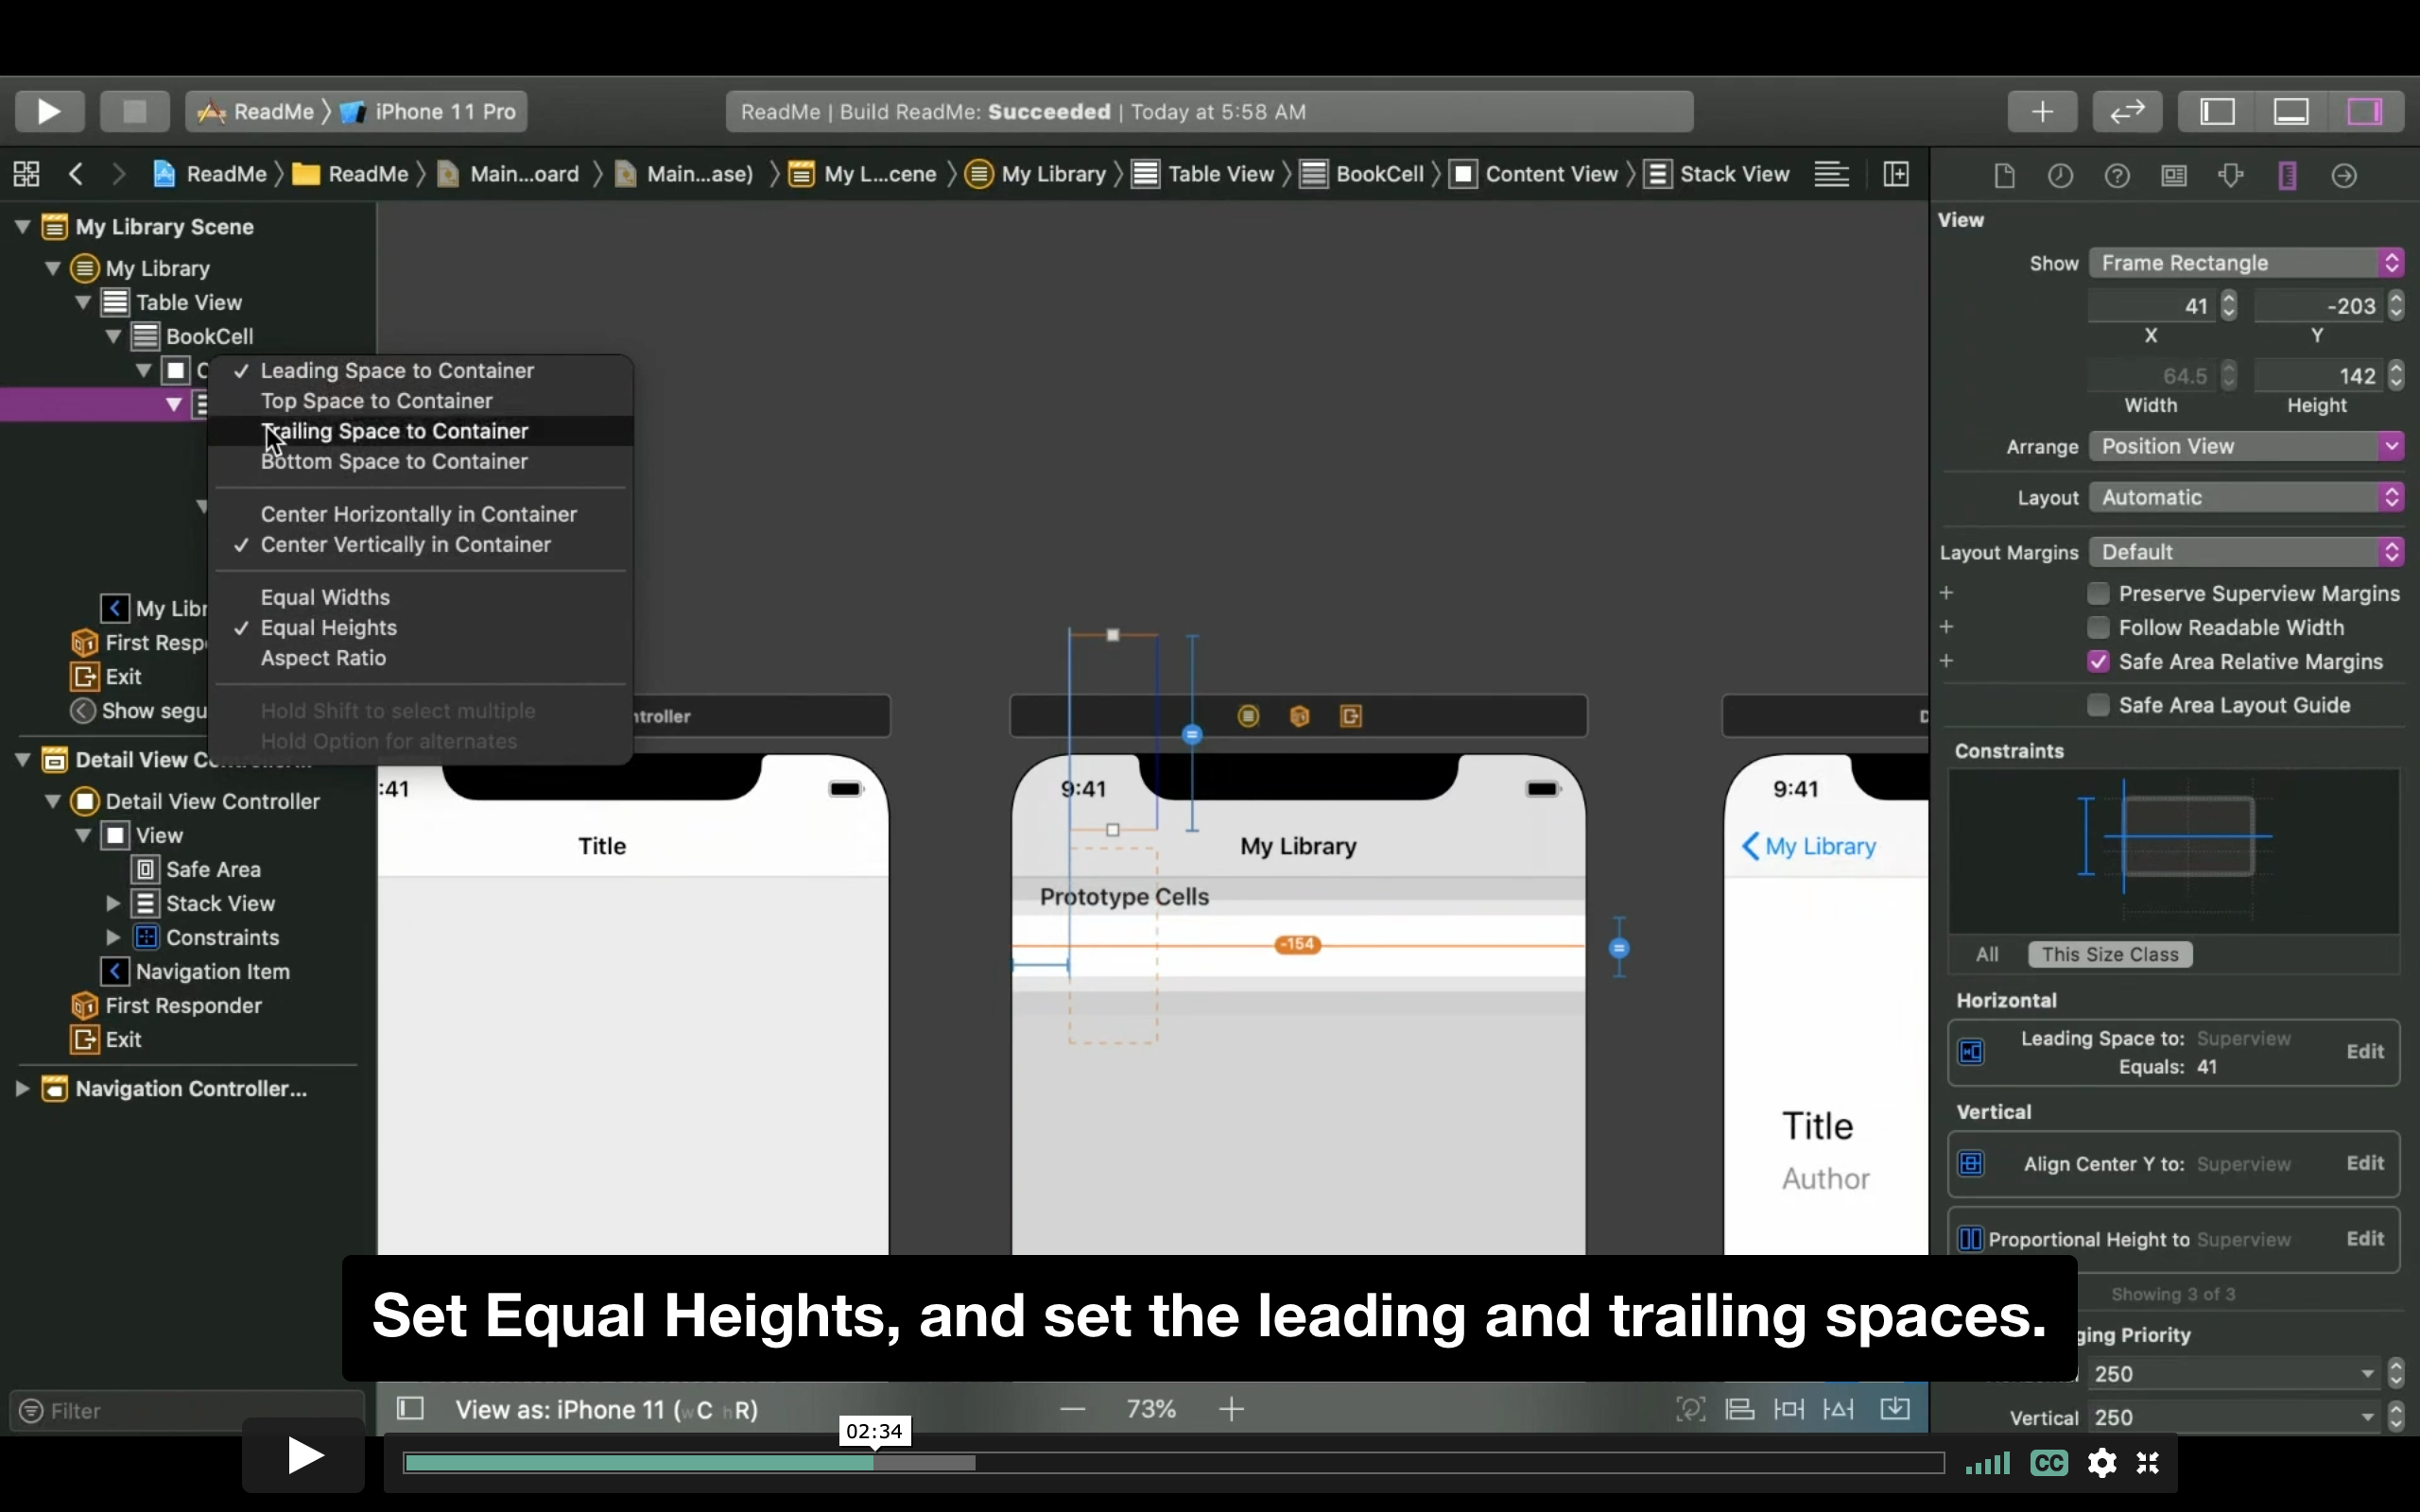 ReadMe 〉 iPhone 11 Pro
ReadMe | Build ReadMe: Succeeded | Today at 5:58 AM
ReadMe 〉 ReadMe 〉 Main...oard 〉 Main...ase) 〉 My L...cene 〉 My Library 〉 Table View 〉 BookCell 〉 Content View 〉 Stack View
My Library Scene
My Library
Table View
BookCell
C
My Libr
First Resp
Exit
Show segu
Detail View C
Detail View Controller
View
Safe Area
Stack View
Constraints
Navigation Item
First Responder
Exit
Navigation Controller...
Filter
✓ Leading Space to Container
Top Space to Container
Trailing Space to Container
Bottom Space to Container
Center Horizontally in Container
✓ Center Vertically in Container
Equal Widths
✓ Equal Heights
Aspect Ratio
Hold Shift to select multiple
Hold Option for alternates
ntroller
:41
Title
9:41
My Library
Prototype Cells
-154
D
9:41
My Library
Title
Author
View
Show Frame Rectangle
41 -203
X Y
64.5 142
Width Height
Arrange Position View
Layout Automatic
Layout Margins Default
Preserve Superview Margins
Follow Readable Width
Safe Area Relative Margins
Safe Area Layout Guide
Constraints
All This Size Class
Horizontal
Leading Space to: Superview Edit
Equals: 41
Vertical
Align Center Y to: Superview Edit
Proportional Height to Superview Edit
Showing 3 of 3
ging Priority
250
Vertical 250
Set Equal Heights, and set the leading and trailing spaces.
View as: iPhone 11 (wC hR)
— 73% +
02:34
CC